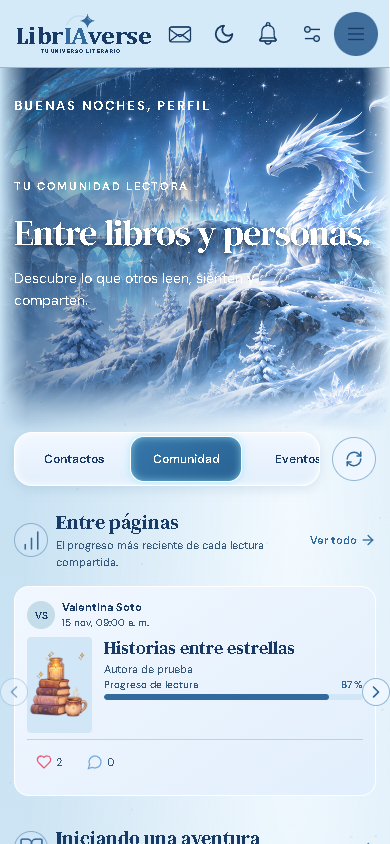 LibrIAverse
TU UNIVERSO LITERARIO
BUENAS NOCHES, PERFIL
TU COMUNIDAD LECTORA
Entre libros y personas.
Descubre lo que otros leen, sienten y
comparten.
Contactos
Comunidad
Eventos
Entre páginas
El progreso más reciente de cada lectura
compartida.
Ver todo
VS
Valentina Soto
15 nov, 09:00 a. m.
Historias entre estrellas
Autora de prueba
Progreso de lectura
87%
2
0
Iniciando una aventura